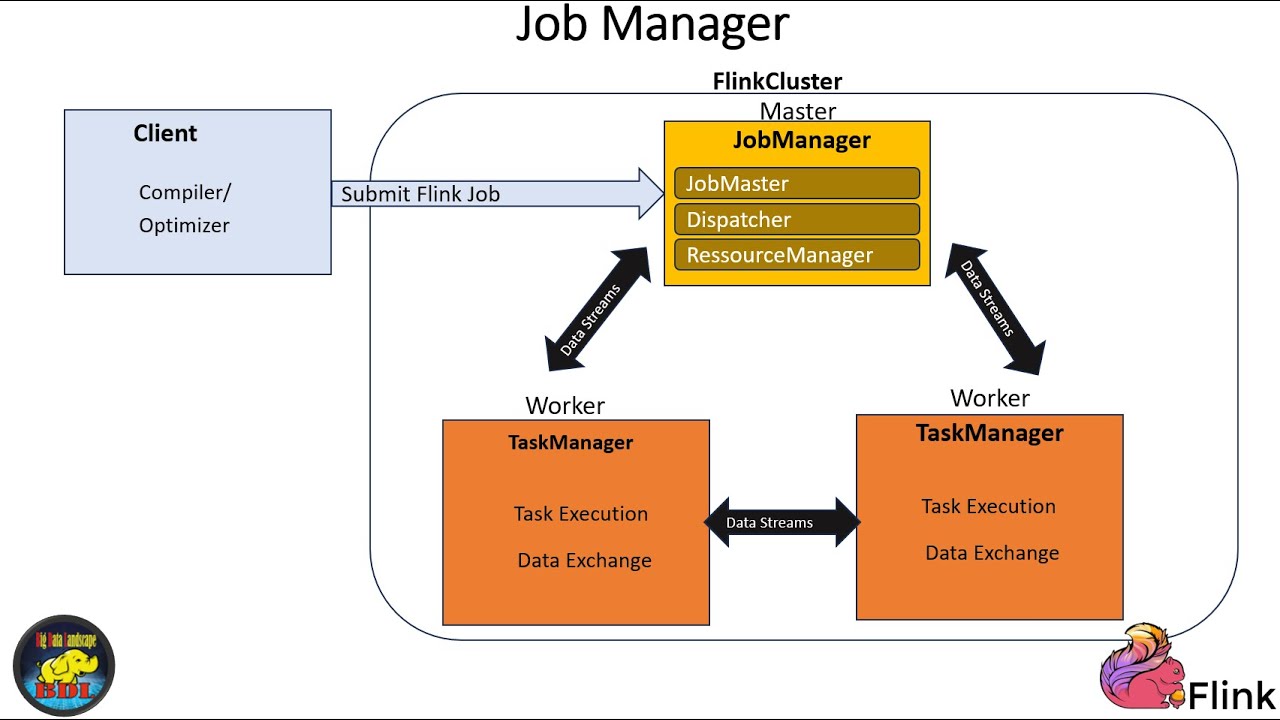 Job Manager
FlinkCluster
Master
Client
Compiler/
Optimizer
Submit Flink Job
JobManager
JobMaster
Dispatcher
RessourceManager
Data Streams
Data Streams
Worker
TaskManager
Task Execution
Data Exchange
Data Streams
Worker
TaskManager
Task Execution
Data Exchange
Big Data Landscape
BDL
Flink